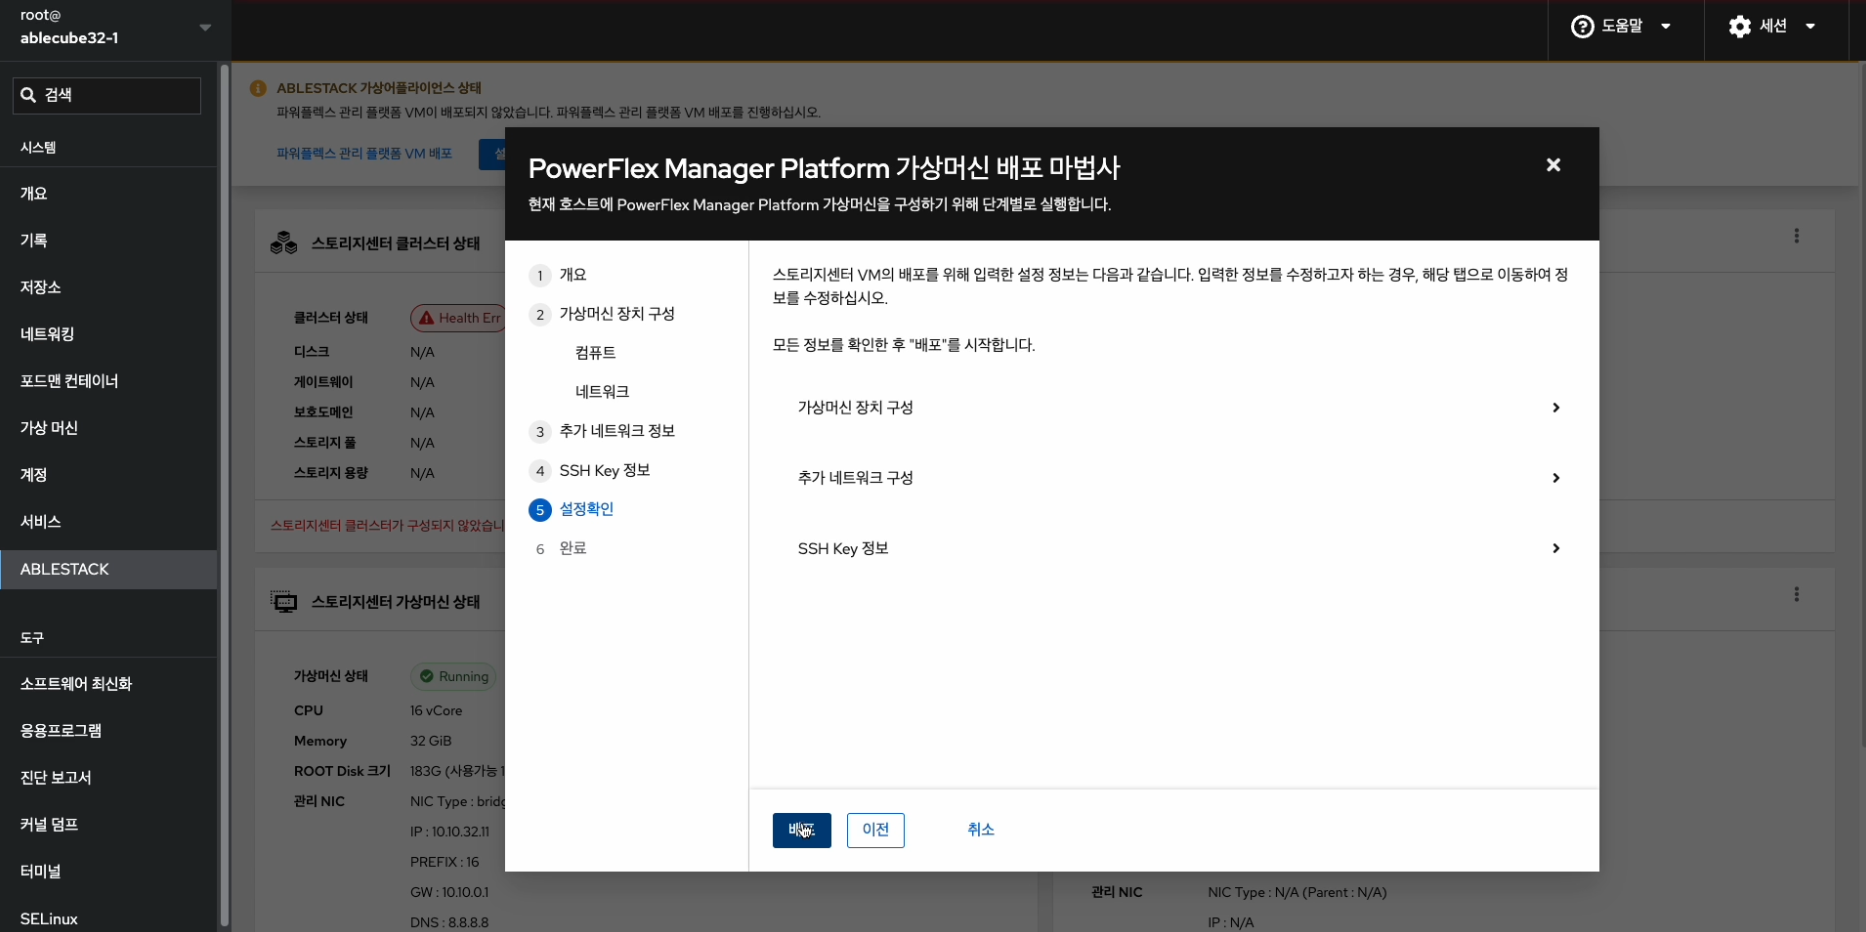 root@
ablecube32-1
도움말
세션
검색
시스템
개요
기록
저장소
네트워킹
포드맨 컨테이너
가상 머신
계정
서비스
ABLESTACK
도구
소프트웨어 최신화
응용프로그램
진단 보고서
커널 덤프
터미널
SELinux
ABLESTACK 가상어플라이언스 상태
파워플렉스 관리 플랫폼 VM이 배포되지 않았습니다. 파워플렉스 관리 플랫폼 VM 배포를 진행하십시오.
파워플렉스 관리 플랫폼 VM 배포
스토리지센터 클러스터 상태
클러스터 상태 Health Err
디스크 N/A
게이트웨이 N/A
보호도메인 N/A
스토리지 풀 N/A
스토리지 용량 N/A
스토리지센터 클러스터가 구성되지 않았습니
스토리지센터 가상머신 상태
가상머신 상태 Running
CPU 16 vCore
Memory 32 GiB
ROOT Disk 크기 183G (사용가능 1
관리 NIC NIC Type : bridg
IP : 10.10.32.11
PREFIX : 16
GW : 10.10.0.1
DNS : 8.8.8.8
PowerFlex Manager Platform 가상머신 배포 마법사
현재 호스트에 PowerFlex Manager Platform 가상머신을 구성하기 위해 단계별로 실행합니다.
1 개요
2 가상머신 장치 구성
컴퓨트
네트워크
3 추가 네트워크 정보
4 SSH Key 정보
5 설정확인
6 완료
스토리지센터 VM의 배포를 위해 입력한 설정 정보는 다음과 같습니다. 입력한 정보를 수정하고자 하는 경우, 해당 탭으로 이동하여 정
보를 수정하십시오.
모든 정보를 확인한 후 "배포"를 시작합니다.
가상머신 장치 구성
추가 네트워크 구성
SSH Key 정보
이전
취소
관리 NIC NIC Type : N/A (Parent : N/A)
IP : N/A